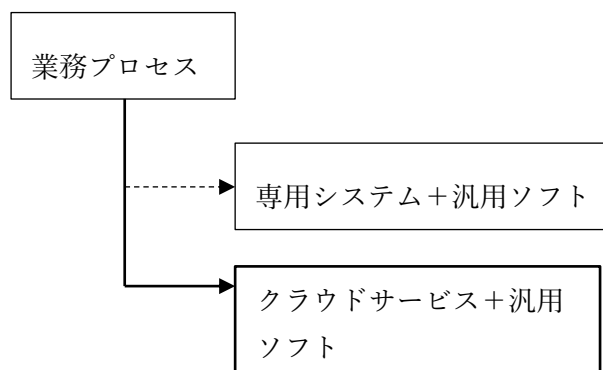 業務プロセス
専用システム＋汎用ソフト
クラウドサービス＋汎用
ソフト